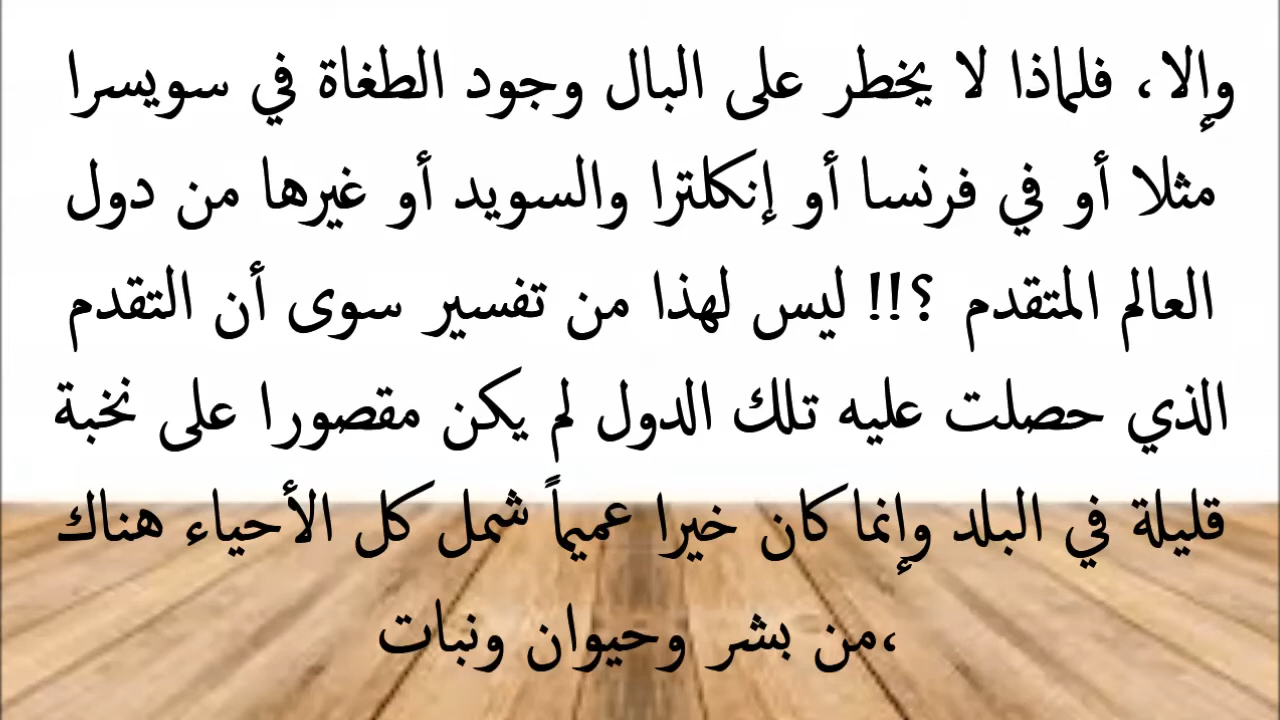 وإلا، فلماذا لا يخطر على البال وجود الطغاة في سويسرا
مثلا أو في فرنسا أو إنكلترا والسويد أو غيرها من دول
العالم المتقدم ؟!! ليس لهذا من تفسير سوى أن التقدم
الذي حصلت عليه تلك الدول لم يكن مقصورا على نخبة
قليلة في البلد وإنما كان خيرا عميماً شمل كل الأحياء هناك
،من بشر وحيوان ونبات